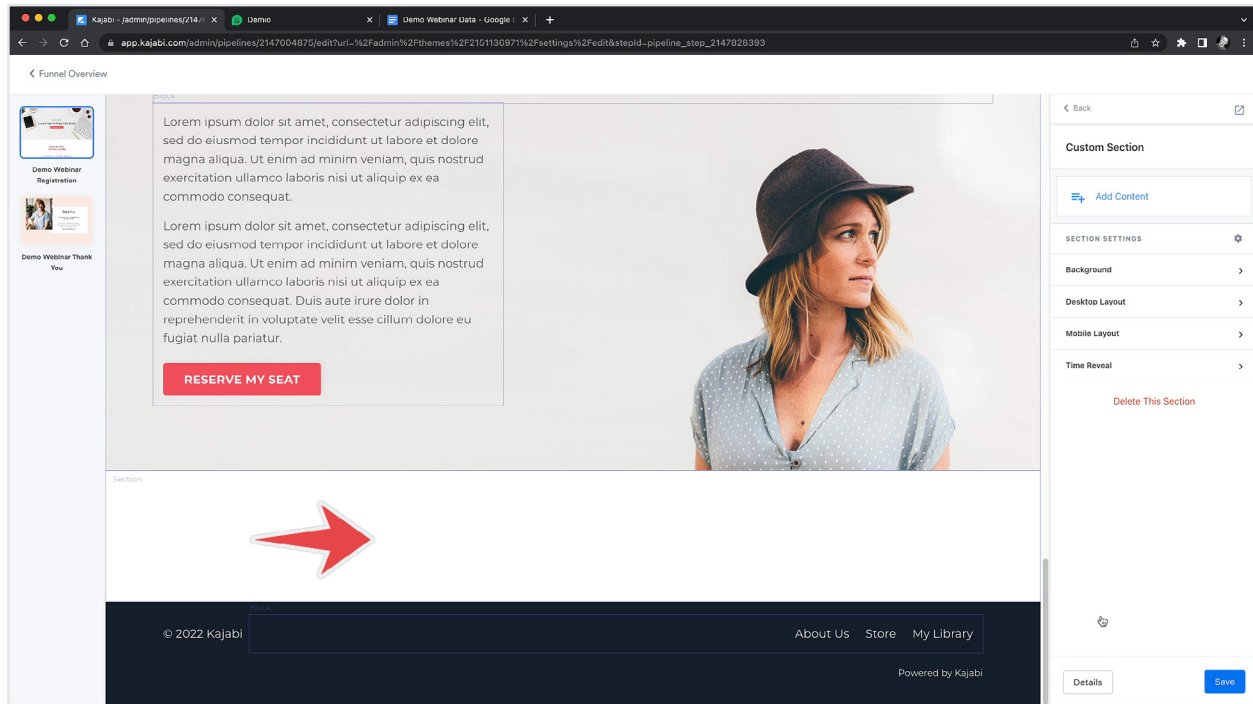 Kajabi - /admin/pipelines/2147
Demio
Demo Webinar Data - Google
app.kajabi.com/admin/pipelines/2147004875/edit?url=%2Fadmin%2Fthemes%2F2151130971%2Fsettings%2Fedit&stepId=pipeline_step_2147828393
Funnel Overview
Demo Webinar
Registration
Demo Webinar Thank
You
Block
Lorem ipsum dolor sit amet, consectetur adipiscing elit,
sed do eiusmod tempor incididunt ut labore et dolore
magna aliqua. Ut enim ad minim veniam, quis nostrud
exercitation ullamco laboris nisi ut aliquip ex ea
commodo consequat.
Lorem ipsum dolor sit amet, consectetur adipiscing elit,
sed do eiusmod tempor incididunt ut labore et dolore
magna aliqua. Ut enim ad minim veniam, quis nostrud
exercitation ullamco laboris nisi ut aliquip ex ea
commodo consequat. Duis aute irure dolor in
reprehenderit in voluptate velit esse cillum dolore eu
fugiat nulla pariatur.
RESERVE MY SEAT
Section
Block
© 2022 Kajabi
About Us Store My Library
Powered by Kajabi
Back
Custom Section
Add Content
SECTION SETTINGS
Background
Desktop Layout
Mobile Layout
Time Reveal
Delete This Section
Details
Save